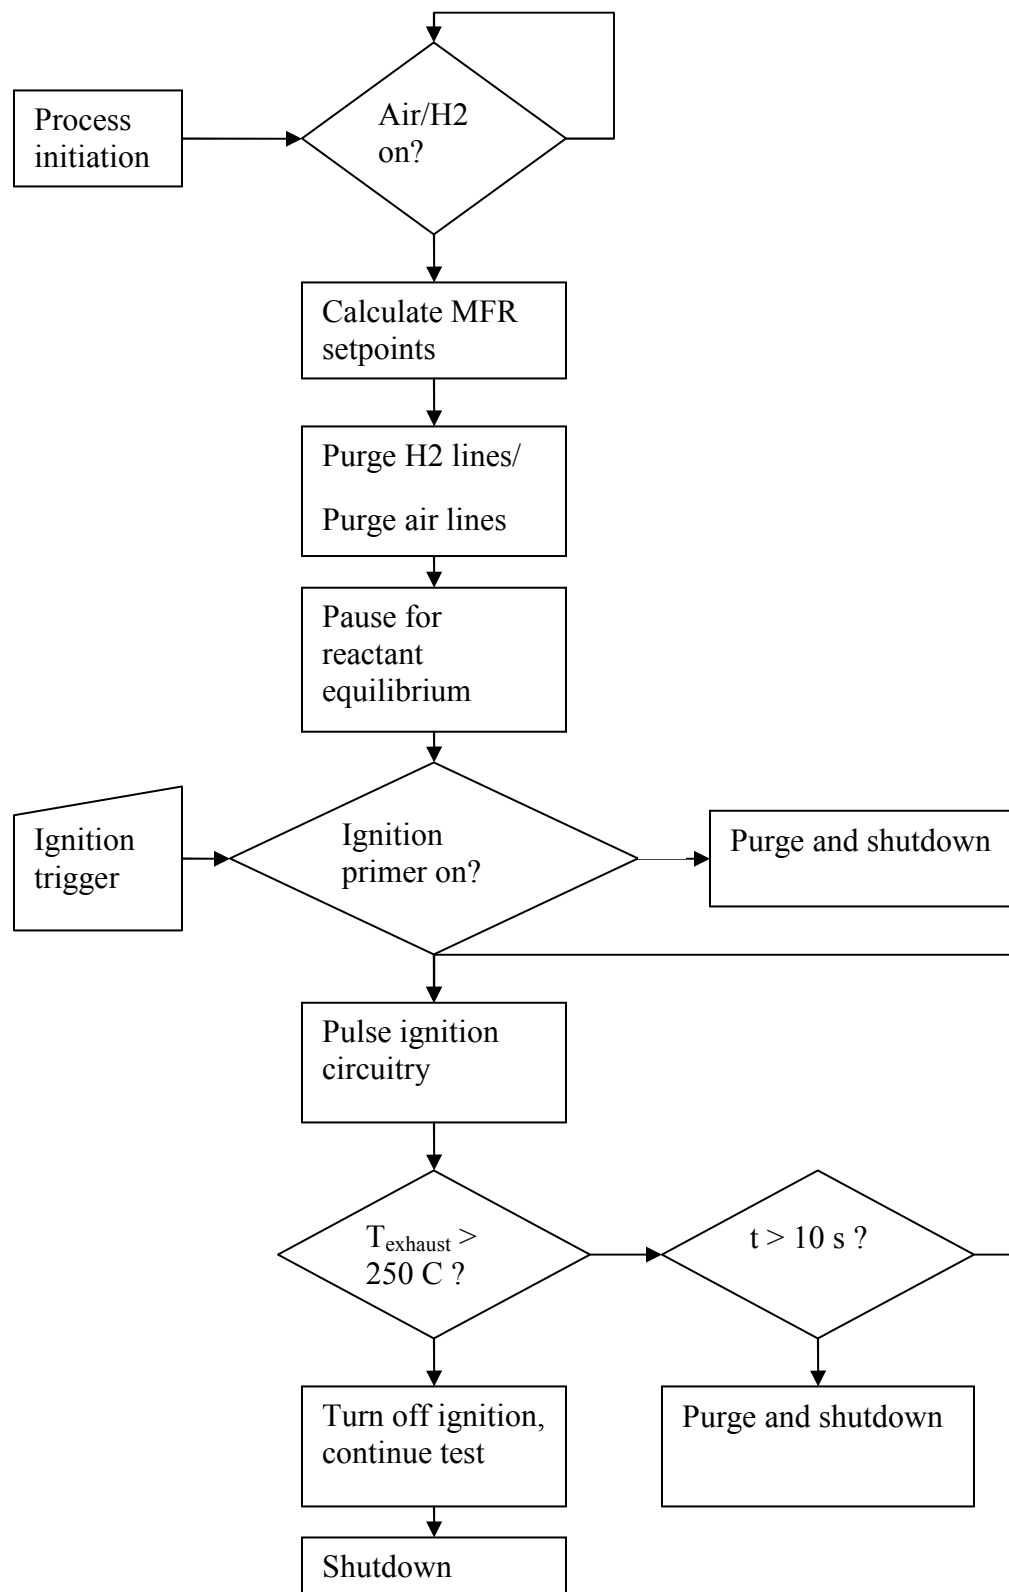 Process
initiation
Air/H2
on?
Calculate MFR
setpoints
Purge H2 lines/
Purge air lines
Pause for
reactant
equilibrium
Ignition
trigger
Ignition
primer on?
Purge and shutdown
Pulse ignition
circuitry
Texhaust >
250 C ?
t > 10 s ?
Turn off ignition,
continue test
Purge and shutdown
Shutdown